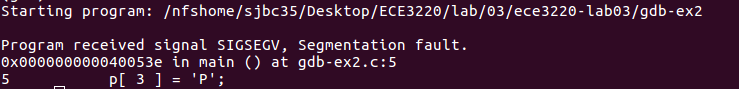 Starting program: /nfshome/sjbc35/Desktop/ECE3220/lab/03/ece3220-lab03/gdb-ex2
Program received signal SIGSEGV, Segmentation fault.
0x000000000040053e in main () at gdb-ex2.c:5
5 p[ 3 ] = 'P';